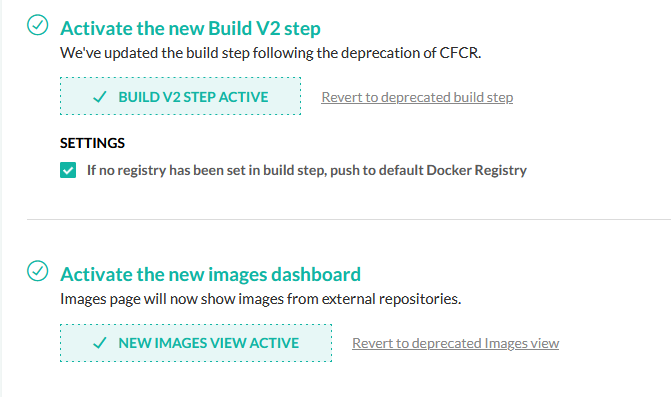 Activate the new Build V2 step
We've updated the build step following the deprecation of CFCR.
BUILD V2 STEP ACTIVE Revert to deprecated build step
SETTINGS
If no registry has been set in build step, push to default Docker Registry
Activate the new images dashboard
Images page will now show images from external repositories.
NEW IMAGES VIEW ACTIVE Revert to deprecated Images view